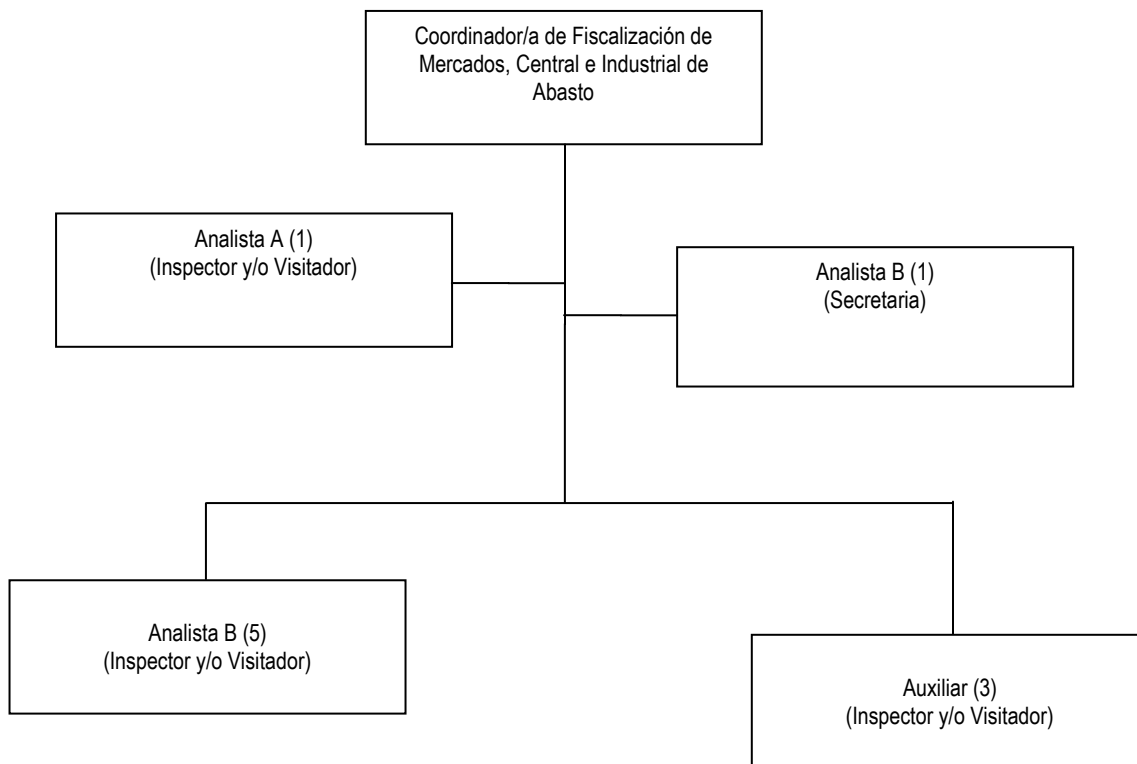 Coordinador/a de Fiscalización de
Mercados, Central e Industrial de
Abasto
Analista A (1)
(Inspector y/o Visitador)
Analista B (1)
(Secretaria)
Analista B (5)
(Inspector y/o Visitador)
Auxiliar (3)
(Inspector y/o Visitador)